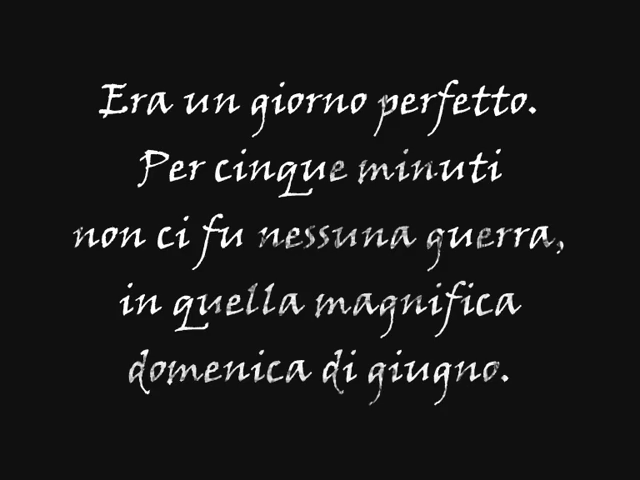 Era un giorno perfetto.
Per cinque minuti
non ci fu nessuna guerra,
in quella magnifica
domenica di giugno.